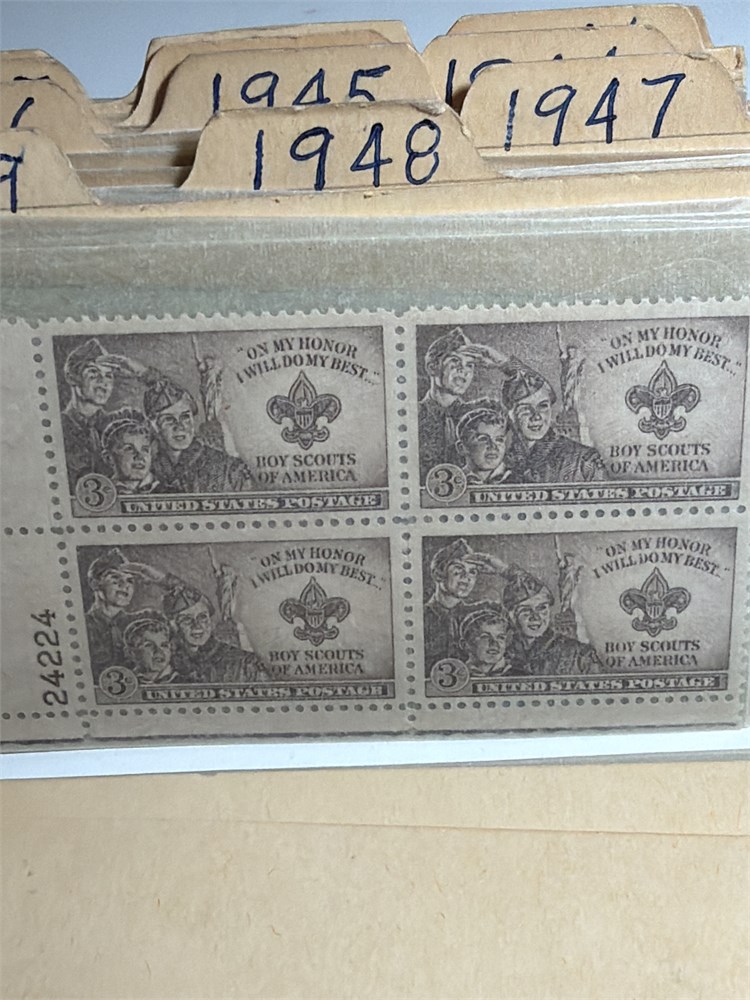 1945
1947
1948
"ON MY HONOR
I WILL DO MY BEST..."
BOY SCOUTS
OF AMERICA
3¢
UNITED STATES POSTAGE
"ON MY HONOR
I WILL DO MY BEST..."
BOY SCOUTS
OF AMERICA
3¢
UNITED STATES POSTAGE
24224
"ON MY HONOR
I WILL DO MY BEST..."
BOY SCOUTS
OF AMERICA
3¢
UNITED STATES POSTAGE
"ON MY HONOR
I WILL DO MY BEST..."
BOY SCOUTS
OF AMERICA
3¢
UNITED STATES POSTAGE